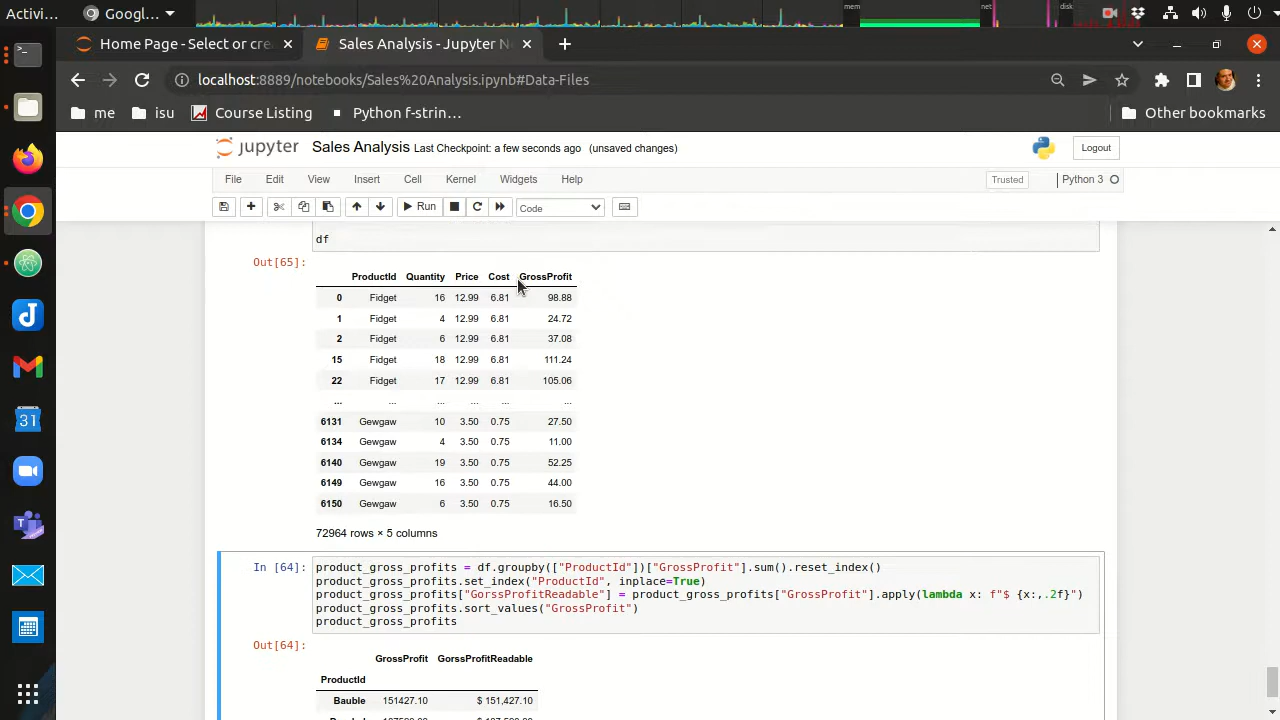 Activi...
Googl...
mem
net
disk
Home Page - Select or cre
Sales Analysis - Jupyter N
localhost:8889/notebooks/Sales%20Analysis.ipynb#Data-Files
me
isu
Course Listing
Python f-strin...
Other bookmarks
jupyter Sales Analysis Last Checkpoint: a few seconds ago (unsaved changes)
Logout
File Edit View Insert Cell Kernel Widgets Help
Trusted
Python 3
Run
Code
df
Out[65]:
ProductId Quantity Price Cost GrossProfit
0 Fidget 16 12.99 6.81 98.88
1 Fidget 4 12.99 6.81 24.72
2 Fidget 6 12.99 6.81 37.08
15 Fidget 18 12.99 6.81 111.24
22 Fidget 17 12.99 6.81 105.06
... ... ... ... ... ...
6131 Gewgaw 10 3.50 0.75 27.50
6134 Gewgaw 4 3.50 0.75 11.00
6140 Gewgaw 19 3.50 0.75 52.25
6149 Gewgaw 16 3.50 0.75 44.00
6150 Gewgaw 6 3.50 0.75 16.50
72964 rows × 5 columns
In [64]:
product_gross_profits = df.groupby(["ProductId"])["GrossProfit"].sum().reset_index()
product_gross_profits.set_index("ProductId", inplace=True)
product_gross_profits["GorssProfitReadable"] = product_gross_profits["GrossProfit"].apply(lambda x: f"$ {x:,.2f}")
product_gross_profits.sort_values("GrossProfit")
product_gross_profits
Out[64]:
GrossProfit GorssProfitReadable
ProductId
Bauble 151427.10 $ 151,427.10
31